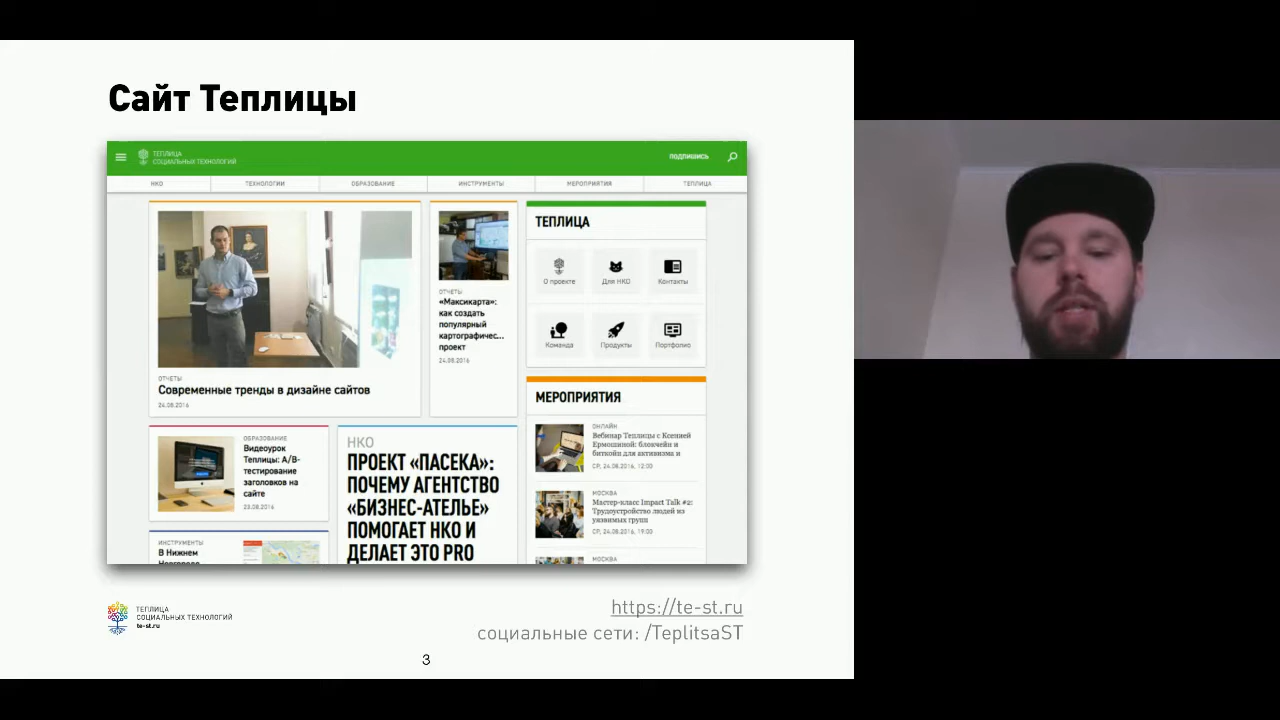 Сайт Теплицы
ТЕПЛИЦА
СОЦИАЛЬНЫХ ТЕХНОЛОГИЙ
ПОДПИШИСЬ
НКО
ТЕХНОЛОГИИ
ОБРАЗОВАНИЕ
ИНСТРУМЕНТЫ
МЕРОПРИЯТИЯ
ТЕПЛИЦА
ОТЧЕТЫ
Современные тренды в дизайне сайтов
24.08.2016
ОТЧЕТЫ
«Максикарта»:
как создать
популярный
картографичес...
проект
24.08.2016
ТЕПЛИЦА
О проекте
Для НКО
Контакты
Команда
Продукты
Портфолио
ОБРАЗОВАНИЕ
Видеоурок
Теплицы: A/B-
тестирование
заголовков на
сайте
23.08.2016
НКО
ПРОЕКТ «ПАСЕКА»:
ПОЧЕМУ АГЕНТСТВО
«БИЗНЕС-АТЕЛЬЕ»
ПОМОГАЕТ НКО И
ДЕЛАЕТ ЭТО PRO
МЕРОПРИЯТИЯ
ОНЛАЙН
Вебинар Теплицы с Ксенией
Ермошиной: блокчейн и
биткойн для активизма и
СР, 24.08.2016, 12:00
МОСКВА
Мастер-класс Impact Talk #2:
Трудоустройство людей из
уязвимых групп
СР, 24.08.2016, 19:00
МОСКВА
ИНСТРУМЕНТЫ
В Нижнем
Новгороде
ТЕПЛИЦА
СОЦИАЛЬНЫХ ТЕХНОЛОГИЙ
te-st.ru
https://te-st.ru
социальные сети: /TeplitsaST
3